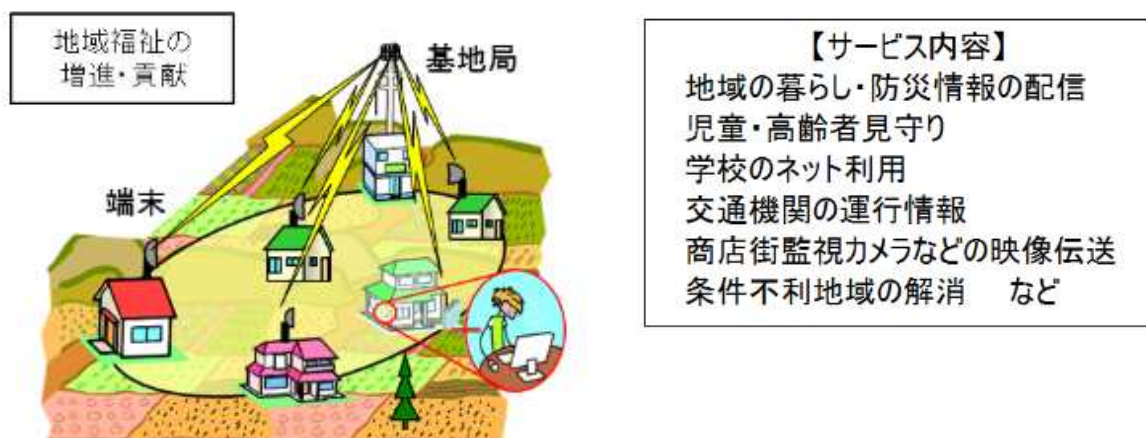 地域福祉の
増進・貢献
基地局
端末
【サービス内容】
地域の暮らし・防災情報の配信
児童・高齢者見守り
学校のネット利用
交通機関の運行情報
商店街監視カメラなどの映像伝送
条件不利地域の解消　など